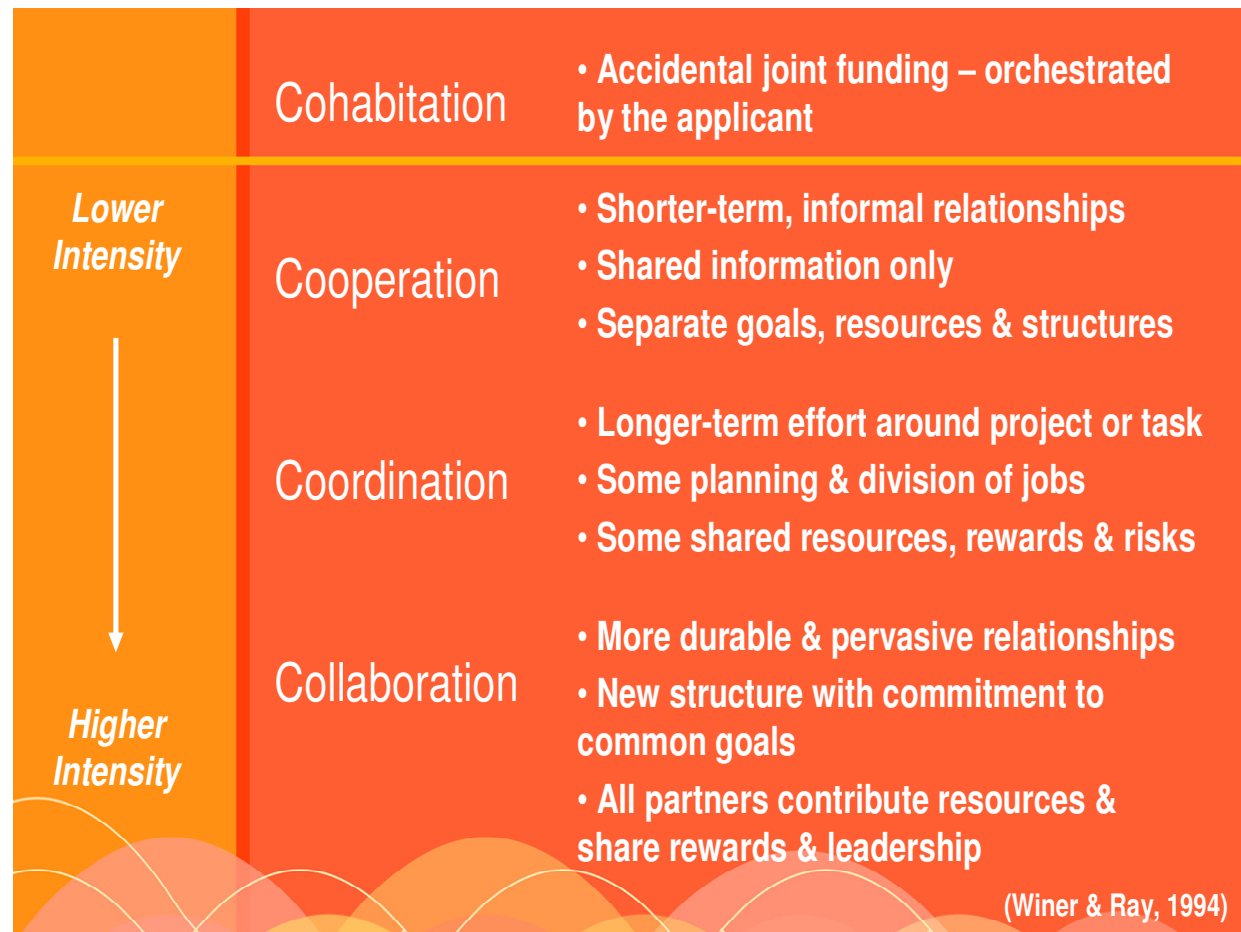 Cohabitation
• Accidental joint funding – orchestrated
by the applicant
Lower
Intensity
Cooperation
• Shorter-term, informal relationships
• Shared information only
• Separate goals, resources & structures
Coordination
• Longer-term effort around project or task
• Some planning & division of jobs
• Some shared resources, rewards & risks
Higher
Intensity
Collaboration
• More durable & pervasive relationships
• New structure with commitment to
common goals
• All partners contribute resources &
share rewards & leadership
(Winer & Ray, 1994)